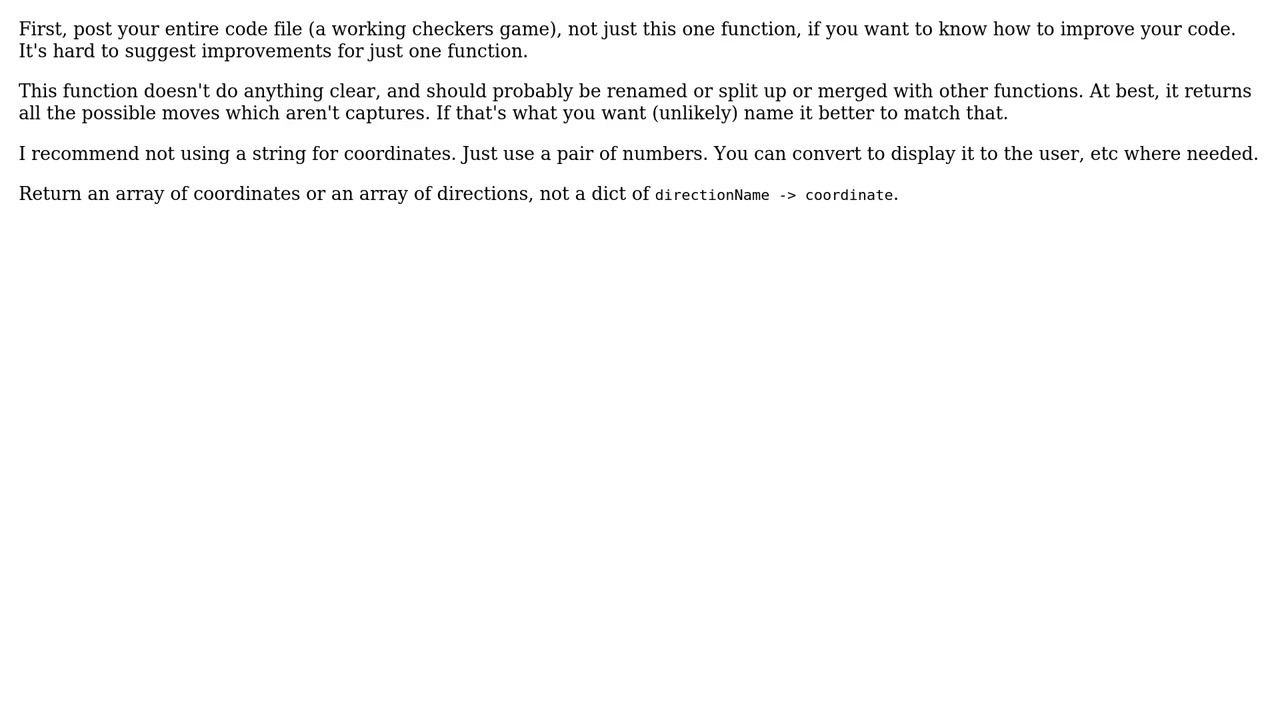 First, post your entire code file (a working checkers game), not just this one function, if you want to know how to improve your code.
It's hard to suggest improvements for just one function.
This function doesn't do anything clear, and should probably be renamed or split up or merged with other functions. At best, it returns
all the possible moves which aren't captures. If that's what you want (unlikely) name it better to match that.
I recommend not using a string for coordinates. Just use a pair of numbers. You can convert to display it to the user, etc where needed.
Return an array of coordinates or an array of directions, not a dict of directionName -> coordinate.